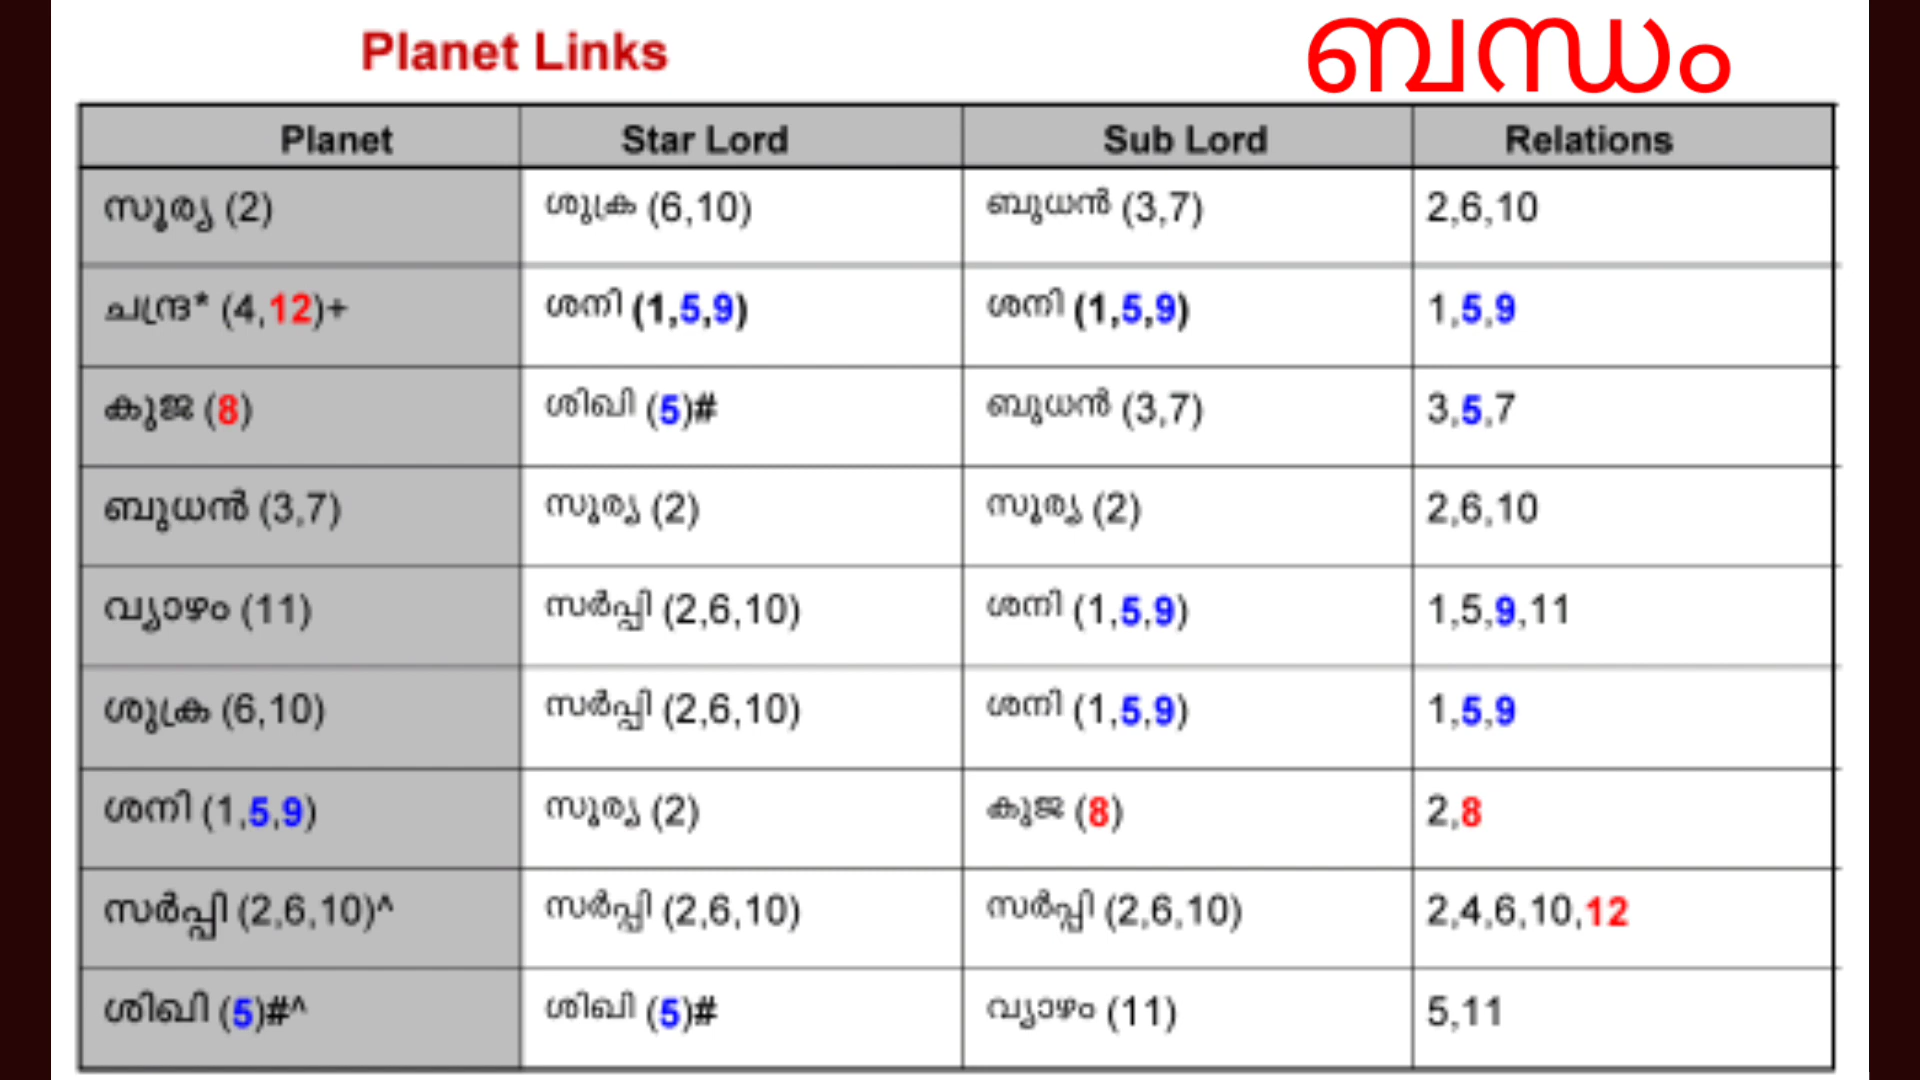 Planet Links
ബന്ധം
Planet Star Lord Sub Lord Relations
സൂര്യ (2) ശുക്ര (6,10) ബുധൻ (3,7) 2,6,10
ചന്ദ്ര* (4,12)+ ശനി (1,5,9) ശനി (1,5,9) 1,5,9
കുജ (8) ശിഖി (5)# ബുധൻ (3,7) 3,5,7
ബുധൻ (3,7) സൂര്യ (2) സൂര്യ (2) 2,6,10
വ്യാഴം (11) സർപ്പി (2,6,10) ശനി (1,5,9) 1,5,9,11
ശുക്ര (6,10) സർപ്പി (2,6,10) ശനി (1,5,9) 1,5,9
ശനി (1,5,9) സൂര്യ (2) കുജ (8) 2,8
സർപ്പി (2,6,10)^ സർപ്പി (2,6,10) സർപ്പി (2,6,10) 2,4,6,10,12
ശിഖി (5)#^ ശിഖി (5)# വ്യാഴം (11) 5,11